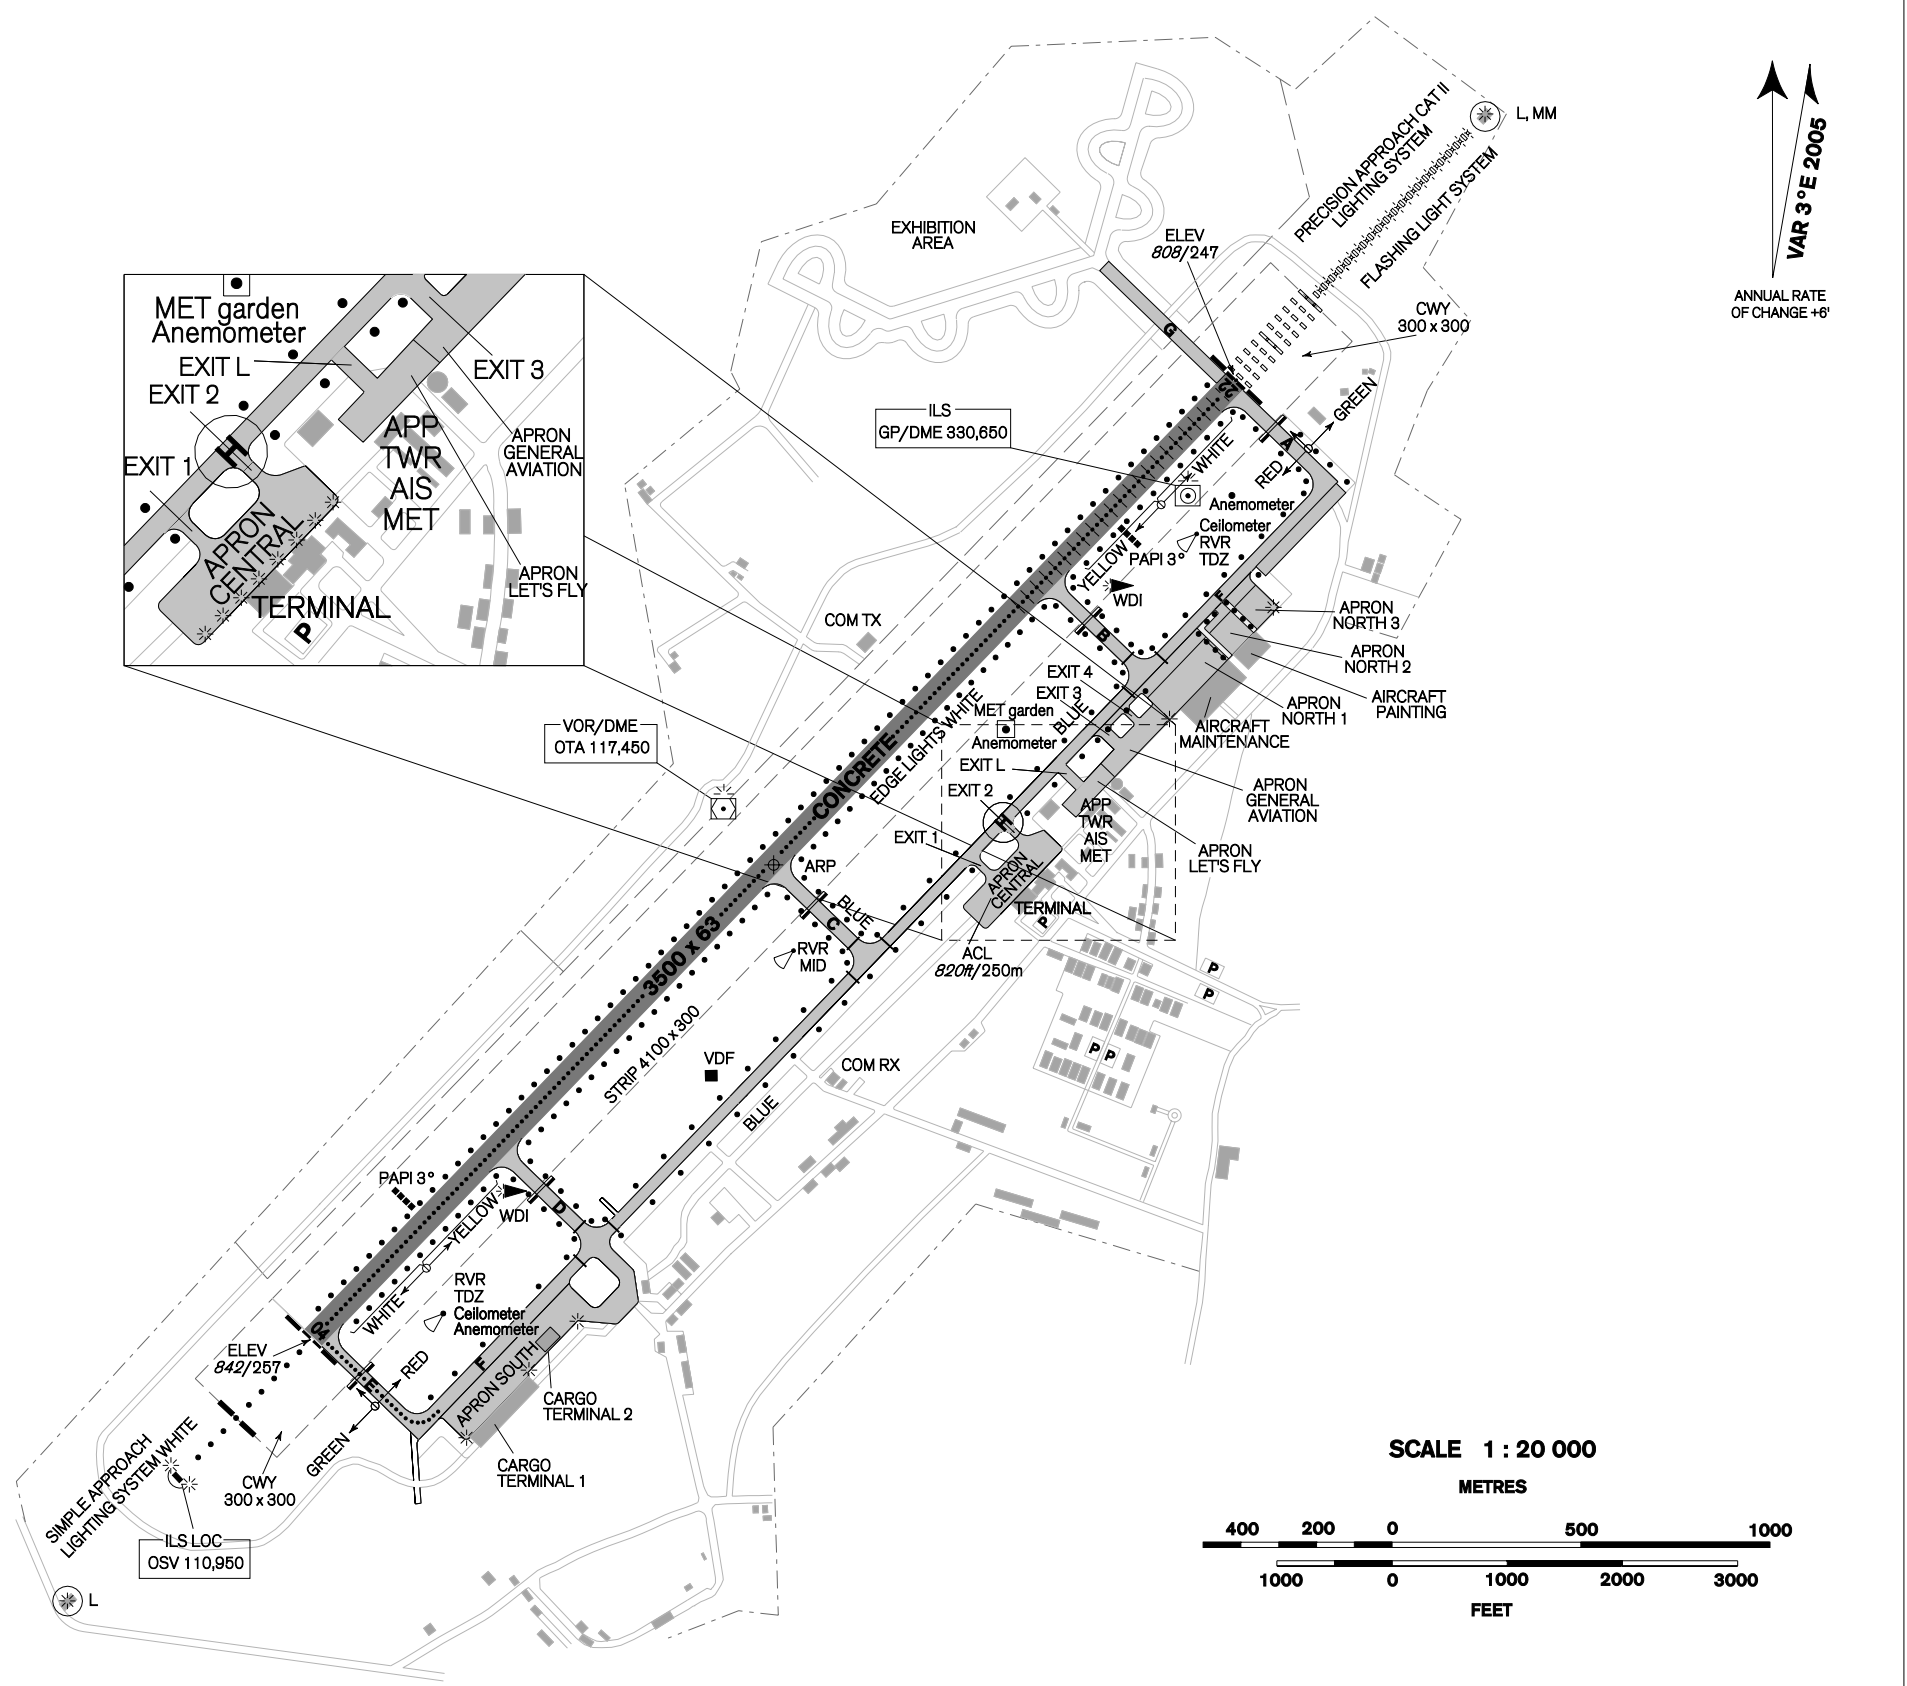 L, MM
PRECISION APPROACH CAT II
LIGHTING SYSTEM
FLASHING LIGHT SYSTEM
VAR 3°E 2005
ANNUAL RATE
OF CHANGE +6'
EXHIBITION
AREA
ELEV
808/247
CWY
300 x 300
G
22
MET garden
Anemometer
EXIT L
EXIT 2
EXIT 3
H
EXIT 1
APP
TWR
AIS
MET
APRON
GENERAL
AVIATION
APRON
CENTRAL
APRON
LET'S FLY
TERMINAL
P
ILS
GP/DME 330,650
WHITE
GREEN
A
RED
Anemometer
Ceilometer
RVR
TDZ
YELLOW
PAPI 3°
WDI
F
B
COM TX
APRON
NORTH 3
APRON
NORTH 2
AIRCRAFT
PAINTING
APRON
NORTH 1
AIRCRAFT
MAINTENANCE
EXIT 4
EXIT 3
BLUE
MET garden
Anemometer
EXIT L
EXIT 2
EXIT 1
H
EDGE LIGHTS WHITE
CONCRETE
VOR/DME
OTA 117,450
APRON
GENERAL
AVIATION
APP
TWR
AIS
MET
APRON
LET'S FLY
APRON
CENTRAL
TERMINAL
P
ARP
BLUE
C
RVR
MID
ACL
820ft/250m
P
P
P
P
3500 x 63
STRIP 4100 x 300
VDF
COM RX
BLUE
PAPI 3°
YELLOW
WDI
D
WHITE
RVR
TDZ
Ceilometer
Anemometer
04
ELEV
842/257
E
RED
F
APRON SOUTH
CARGO
TERMINAL 2
CARGO
TERMINAL 1
GREEN
CWY
300 x 300
SIMPLE APPROACH
LIGHTING SYSTEM WHITE
ILS LOC
OSV 110,950
L
SCALE 1 : 20 000
METRES
400 200 0 500 1000
1000 0 1000 2000 3000
FEET